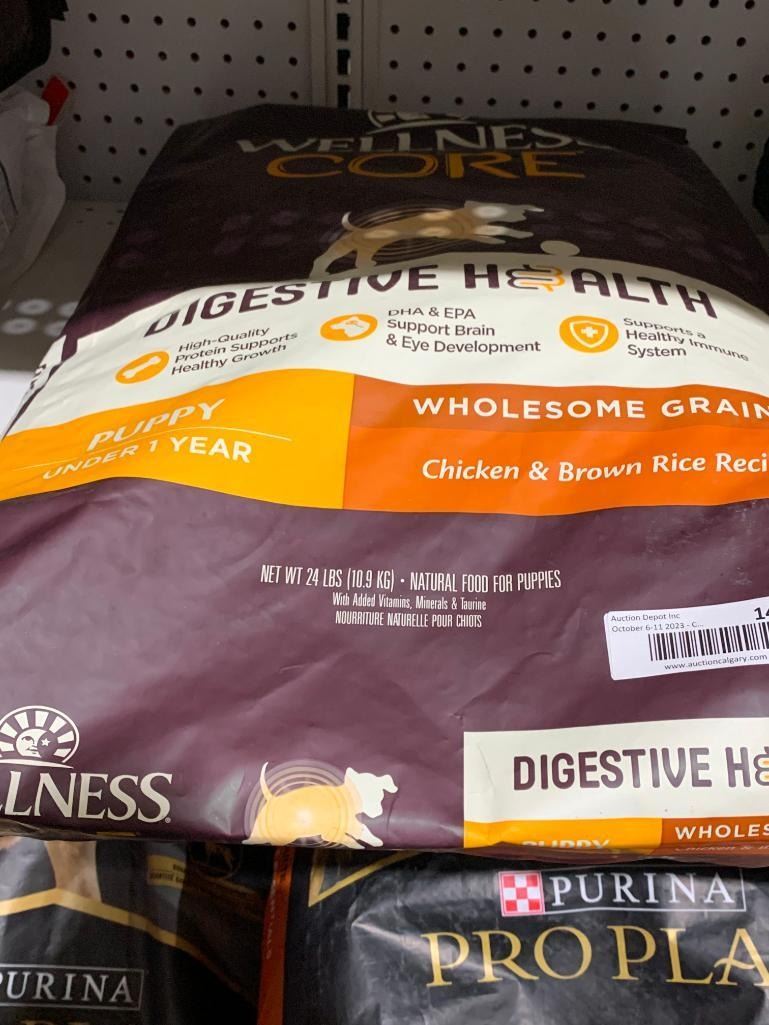 WELLNESS
CORE
DIGESTIVE HEALTH
High-Quality
Protein Supports
Healthy Growth
DHA & EPA
Support Brain
& Eye Development
Supports a
Healthy Immune
System
PUPPY
UNDER 1 YEAR
WHOLESOME GRAIN
Chicken & Brown Rice Reci
NET WT 24 LBS (10.9 KG) • NATURAL FOOD FOR PUPPIES
With Added Vitamins, Minerals & Taurine
NOURRITURE NATURELLE POUR CHIOTS
Auction Depot Inc
October 6-11 2023 - C...
14
www.auctioncalgary.com
LLNESS®
DIGESTIVE HE
PUPPY
WHOLES
PURINA
PRO PLA
PURINA